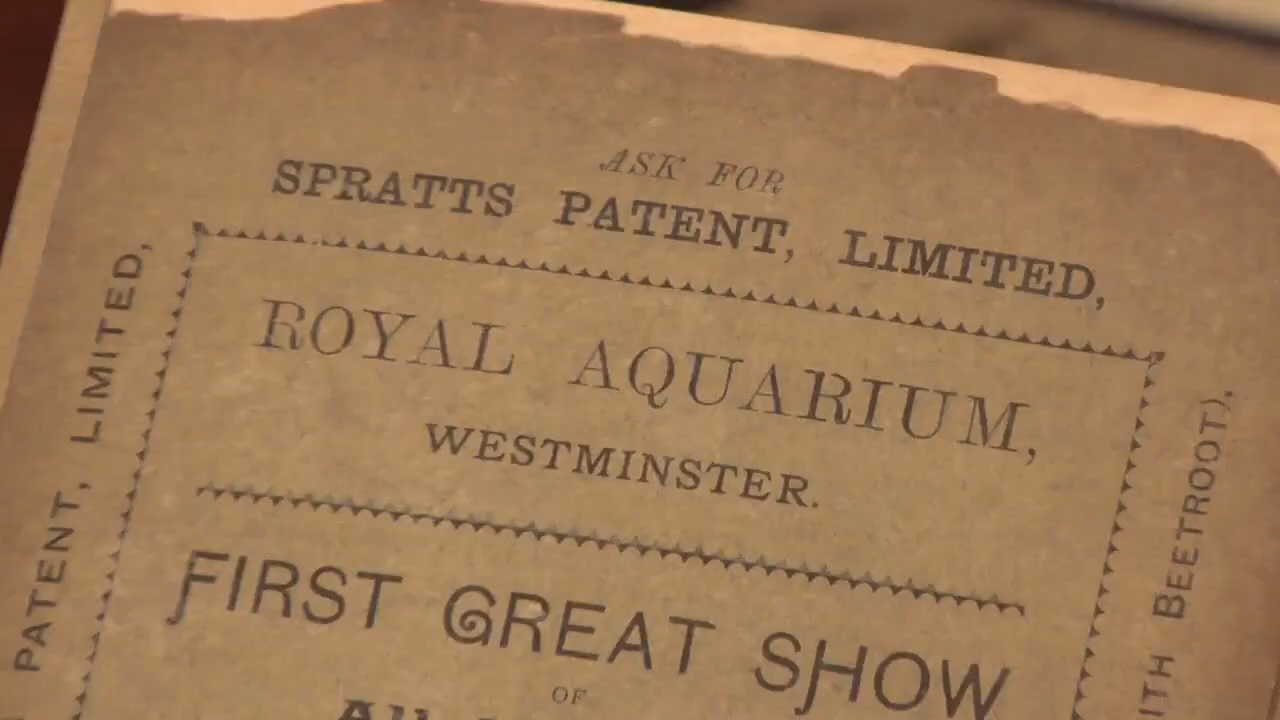 ASK FOR
SPRATTS PATENT, LIMITED,
ROYAL AQUARIUM,
WESTMINSTER.
FIRST GREAT SHOW
OF
PATENT, LIMITED,
BEETROOT),